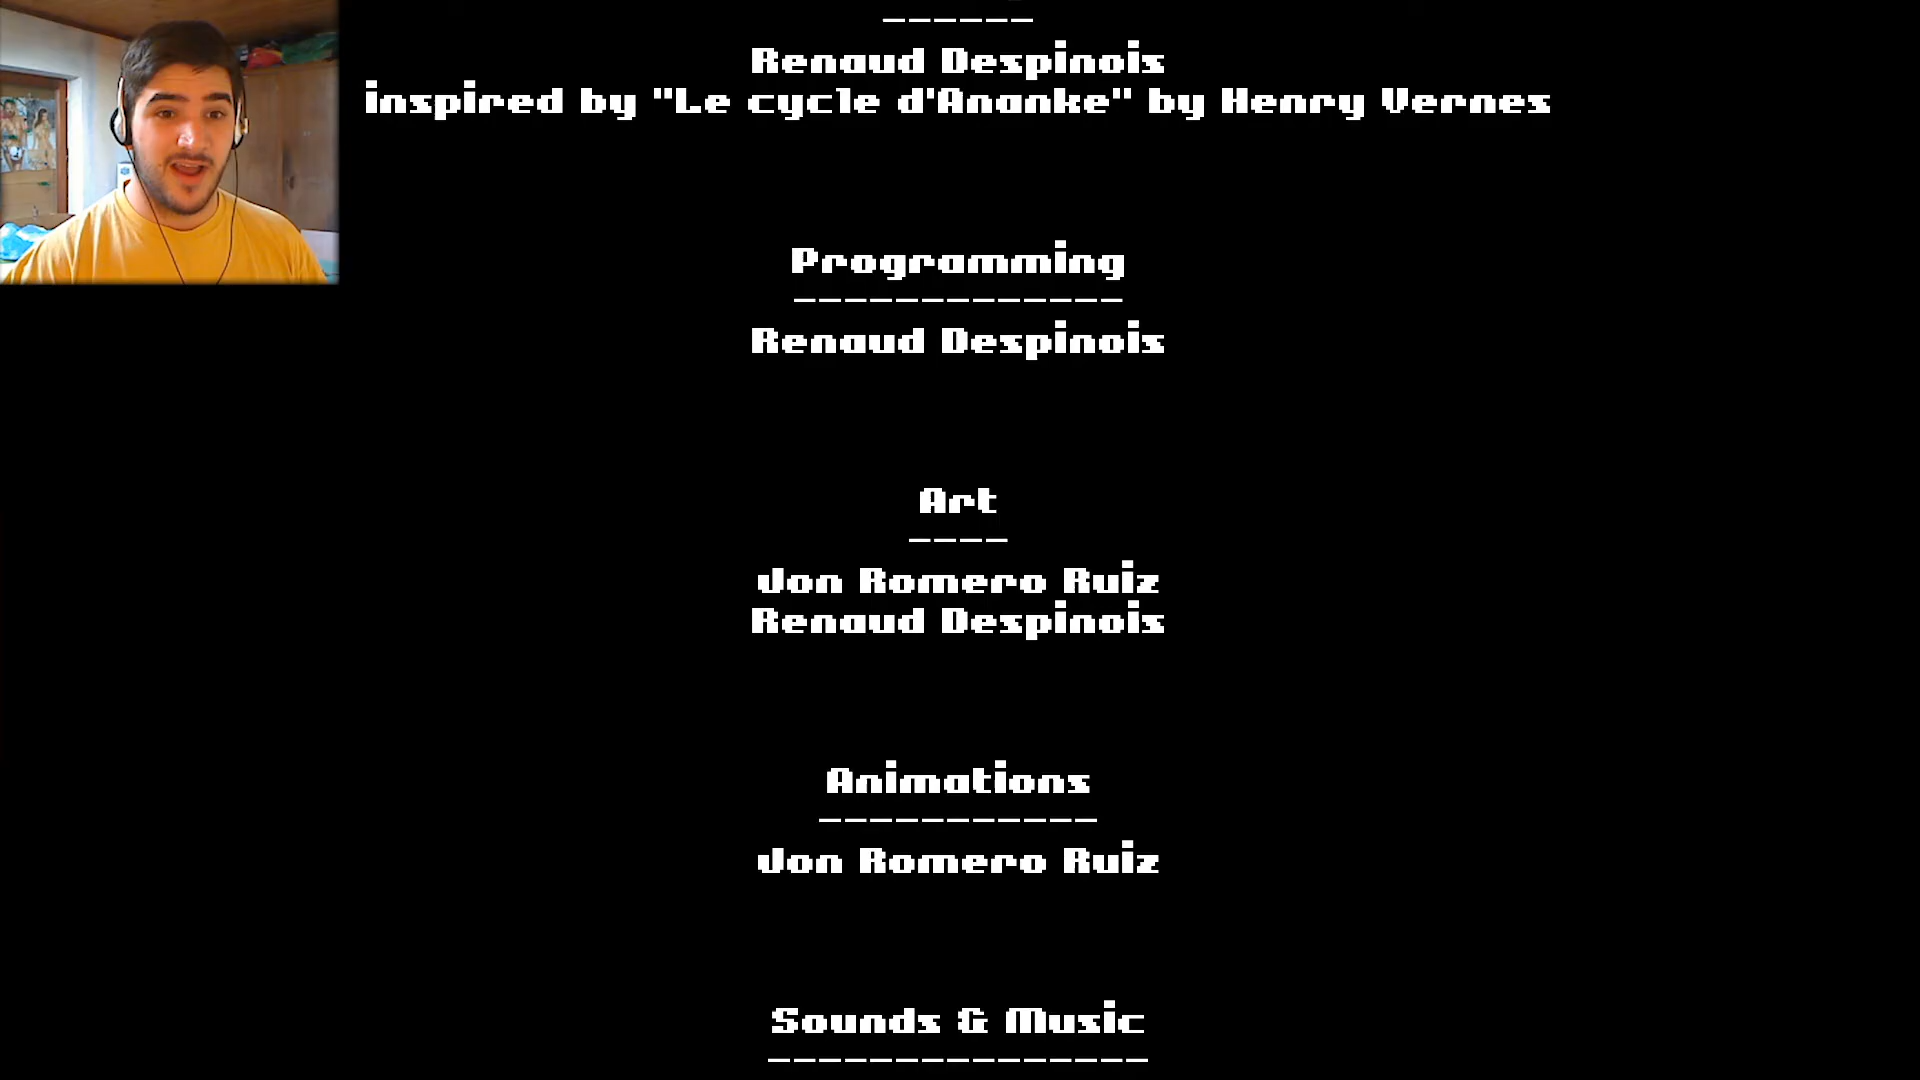 Renaud Despinois
inspired by "Le cycle d'Ananke" by Henry Vernes
Programming
-------------
Renaud Despinois
Art
----
Jon Romero Ruiz
Renaud Despinois
Animations
-----------
Jon Romero Ruiz
Sounds & Music
---------------